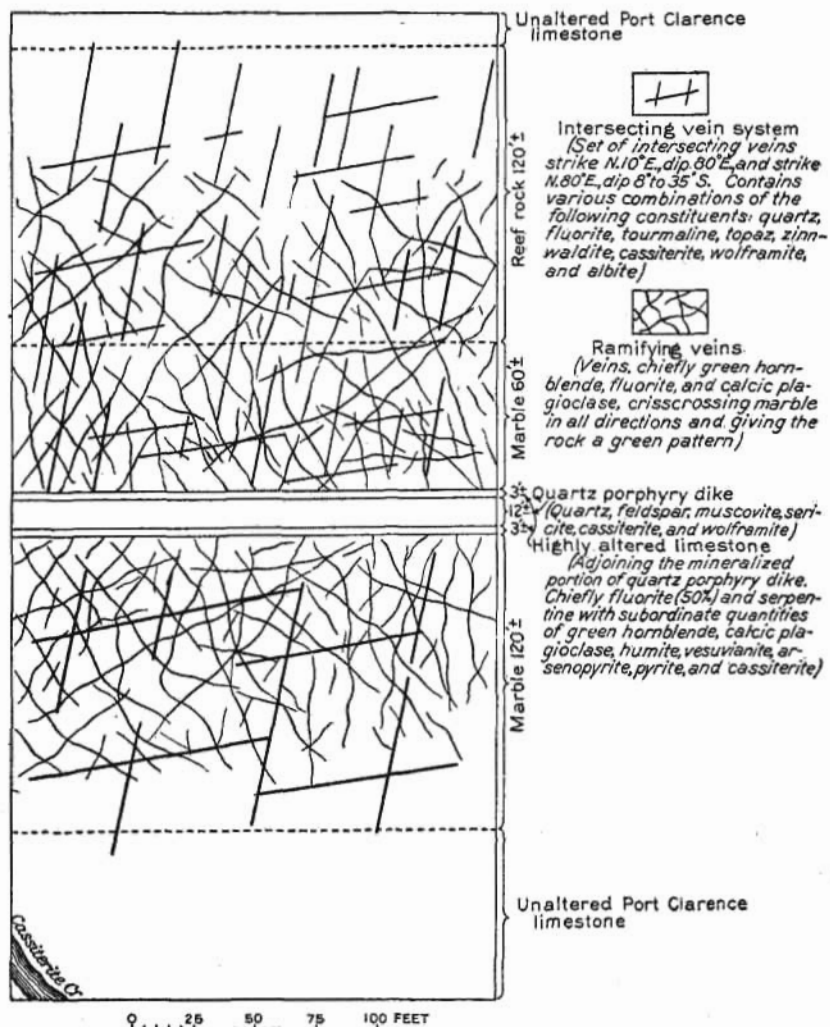 Unaltered Port Clarence
limestone
Reef rock 120'±
Marble 60'±
3'±
12'±
3'±
Marble 120'±
Intersecting vein system
(Set of intersecting veins
strike N.10°E., dip 80°E., and strike
N.80°E., dip 8° to 35°S. Contains
various combinations of the
following constituents: quartz,
fluorite, tourmaline, topaz, zinn-
waldite, cassiterite, wolframite,
and albite)
Ramifying veins
(Veins, chiefly green horn-
blende, fluorite, and calcic pla-
gioclase, crisscrossing marble
in all directions and giving the
rock a green pattern)
Quartz porphyry dike
(Quartz, feldspar, muscovite, seri-
cite, cassiterite, and wolframite)
Highly altered limestone
(Adjoining the mineralized
portion of quartz porphyry dike.
Chiefly fluorite (50%) and serpen-
tine with subordinate quantities
of green hornblende, calcic pla-
gioclase, humite, vesuvianite, ar-
senopyrite, pyrite, and cassiterite)
Unaltered Port Clarence
limestone
Cassiterite Cr
0 25 50 75 100 FEET